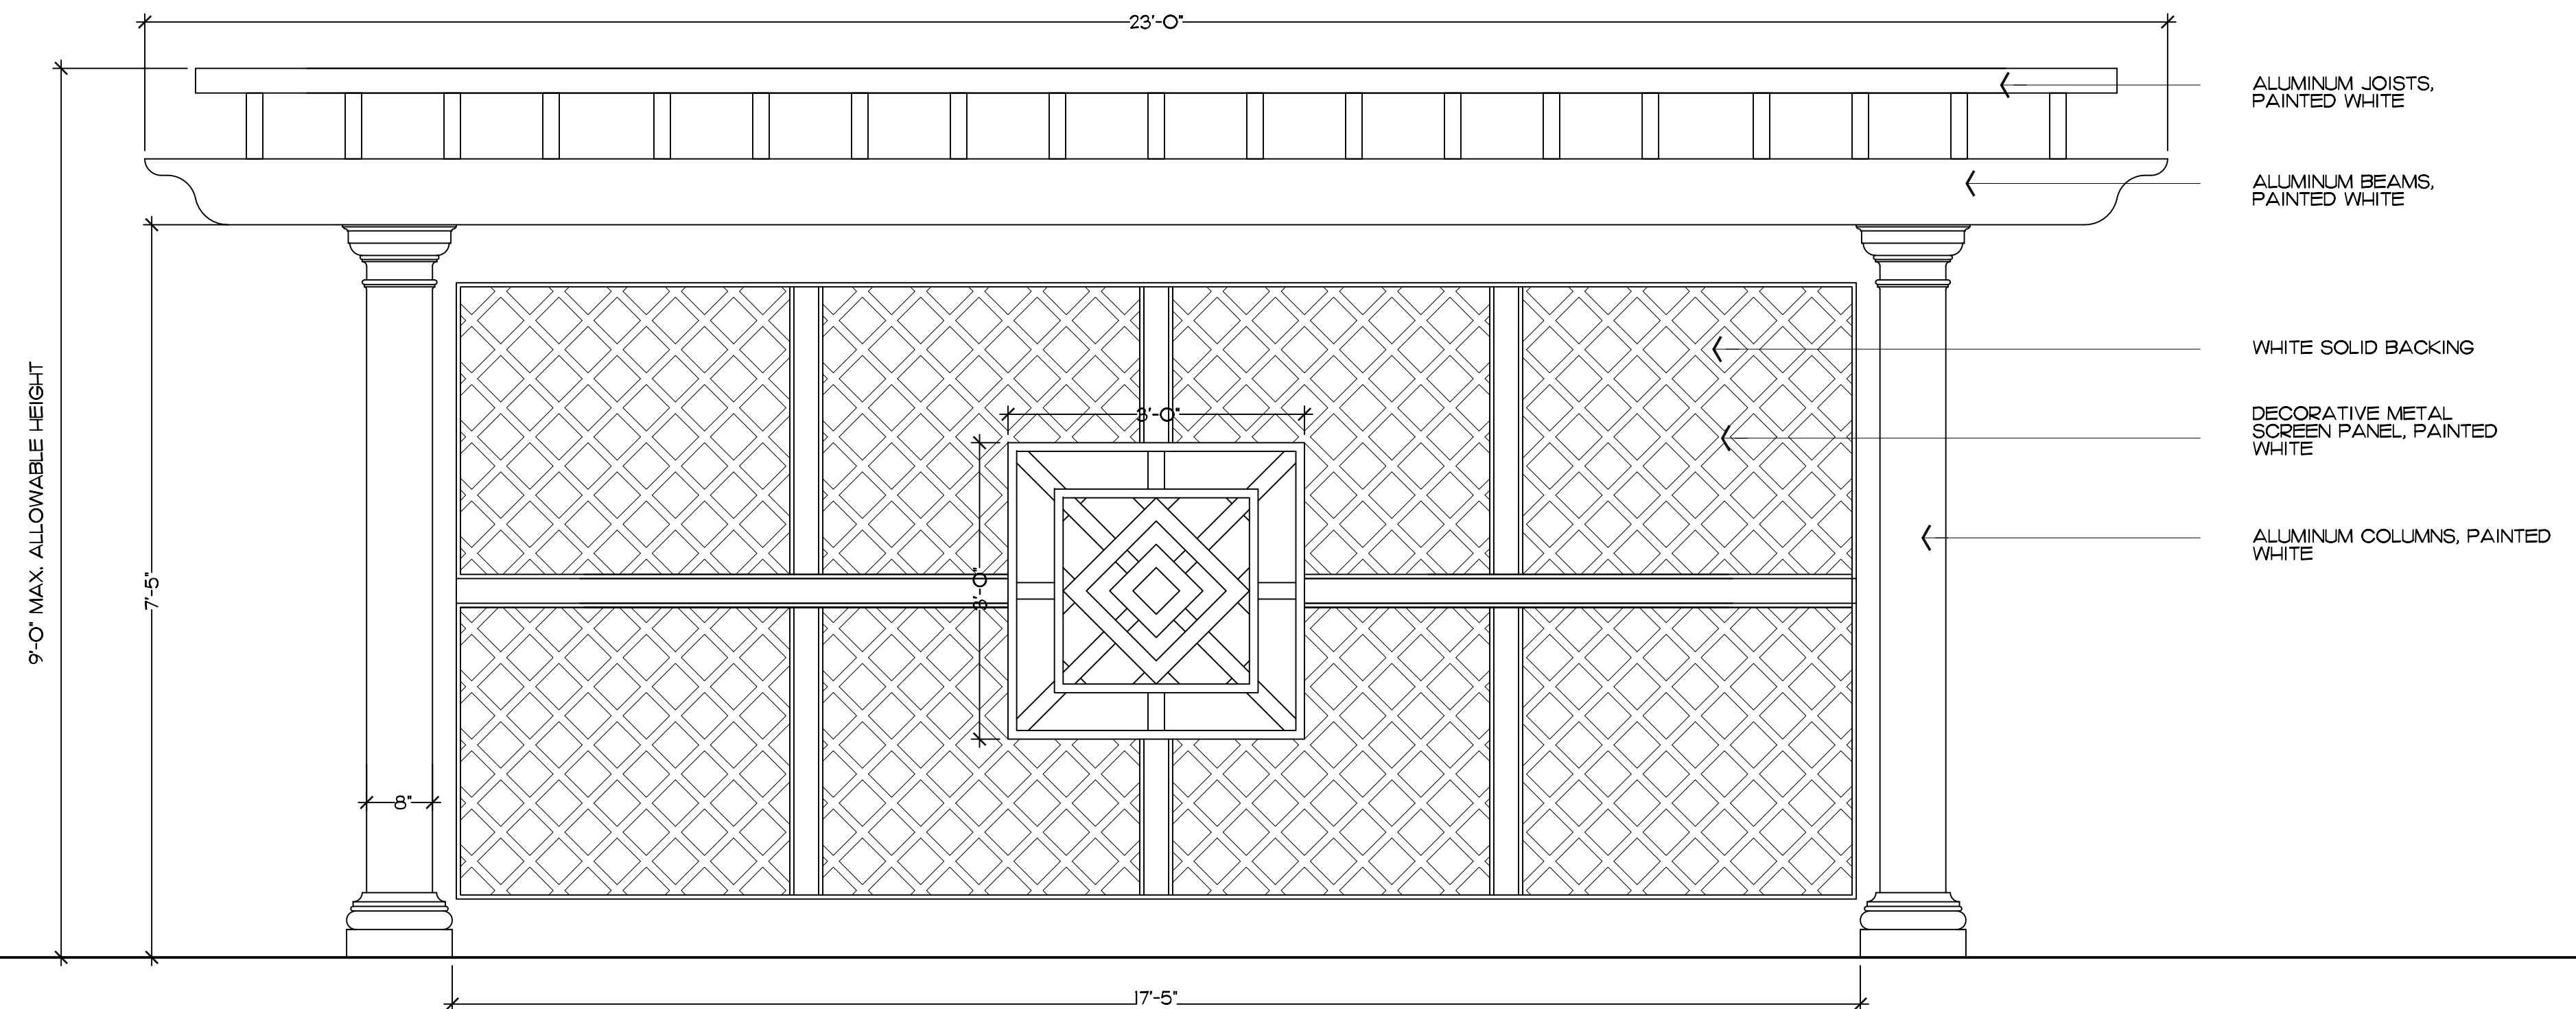 23'-0"
ALUMINUM JOISTS,
PAINTED WHITE
ALUMINUM BEAMS,
PAINTED WHITE
WHITE SOLID BACKING
DECORATIVE METAL
SCREEN PANEL, PAINTED
WHITE
ALUMINUM COLUMNS, PAINTED
WHITE
9'-0" MAX. ALLOWABLE HEIGHT
7'-5"
3'-0"
3'-0"
8"
17'-5"